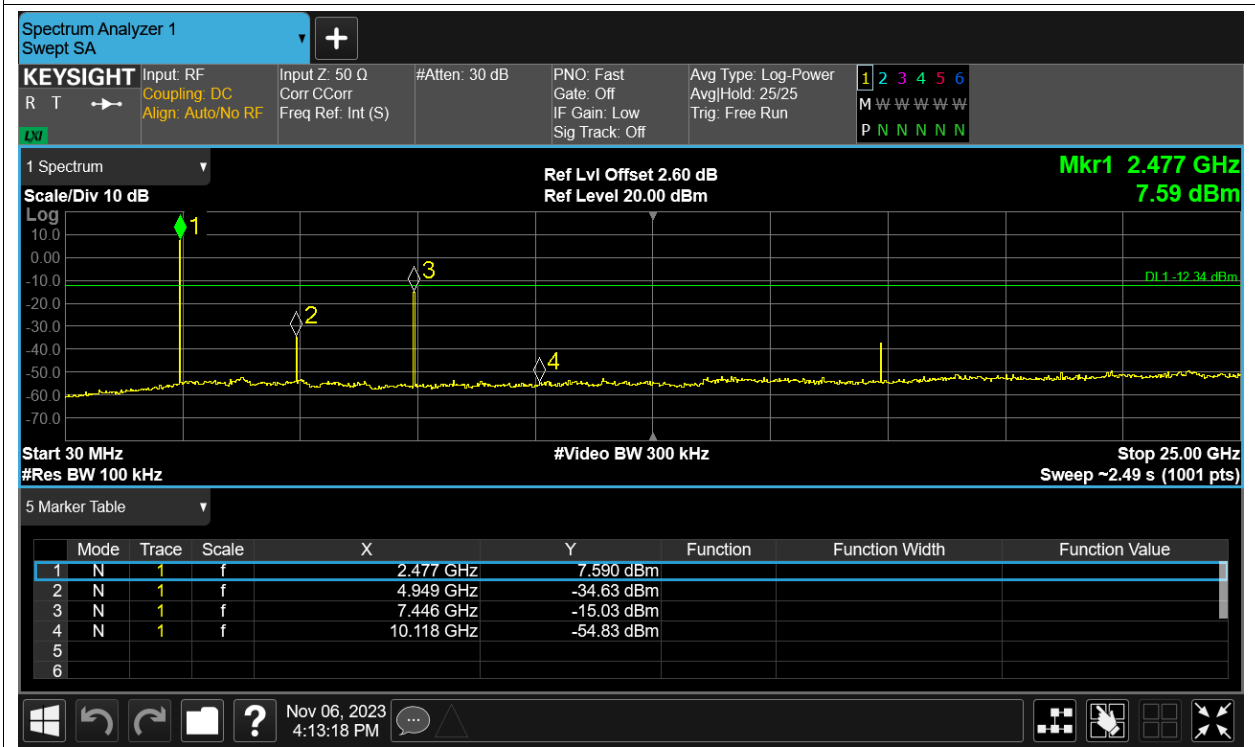 Spectrum Analyzer 1
Swept SA
KEYSIGHT Input: RF Input Z: 50 Ω #Atten: 30 dB PNO: Fast Avg Type: Log-Power 1 2 3 4 5 6
R T Coupling: DC Corr CCorr Gate: Off Avg|Hold: 25/25 M W W W W W
Align: Auto/No RF Freq Ref: Int (S) IF Gain: Low Trig: Free Run
LXI Sig Track: Off P N N N N N
1 Spectrum Ref Lvl Offset 2.60 dB Mkr1 2.477 GHz
Scale/Div 10 dB Ref Level 20.00 dBm 7.59 dBm
Log
1
10.0
0.00
3
-10.0 DL1 -12.34 dBm
-20.0
2
-30.0
-40.0
4
-50.0
-60.0
-70.0
Start 30 MHz #Video BW 300 kHz Stop 25.00 GHz
#Res BW 100 kHz Sweep ~2.49 s (1001 pts)
5 Marker Table
Mode Trace Scale X Y Function Function Width Function Value
1 N 1 f 2.477 GHz 7.590 dBm
2 N 1 f 4.949 GHz -34.63 dBm
3 N 1 f 7.446 GHz -15.03 dBm
4 N 1 f 10.118 GHz -54.83 dBm
5
6
? Nov 06, 2023
4:13:18 PM